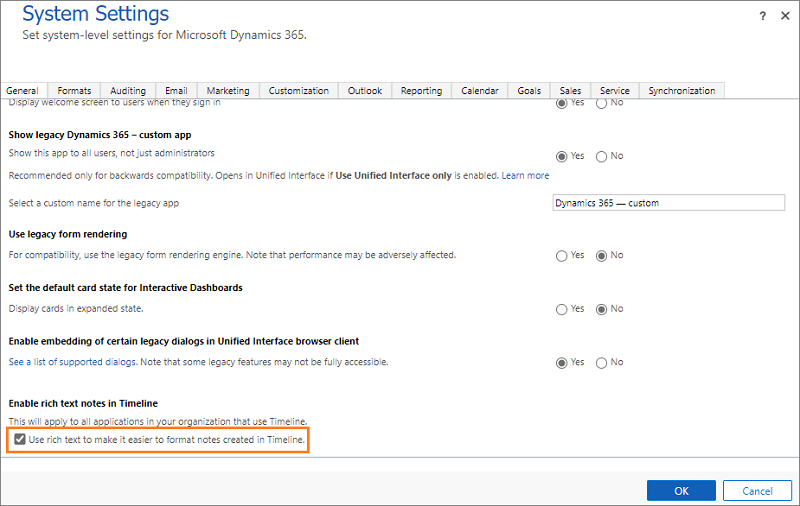 System Settings
? ✕
Set system-level settings for Microsoft Dynamics 365.
General Formats Auditing Email Marketing Customization Outlook Reporting Calendar Goals Sales Service Synchronization
Display welcome screen to users when they sign in Yes No
Show legacy Dynamics 365 – custom app
Show this app to all users, not just administrators Yes No
Recommended only for backwards compatibility. Opens in Unified Interface if Use Unified Interface only is enabled. Learn more
Select a custom name for the legacy app Dynamics 365 — custom
Use legacy form rendering
For compatibility, use the legacy form rendering engine. Note that performance may be adversely affected. Yes No
Set the default card state for Interactive Dashboards
Display cards in expanded state. Yes No
Enable embedding of certain legacy dialogs in Unified Interface browser client
See a list of supported dialogs. Note that some legacy features may not be fully accessible. Yes No
Enable rich text notes in Timeline
This will apply to all applications in your organization that use Timeline.
Use rich text to make it easier to format notes created in Timeline.
OK Cancel